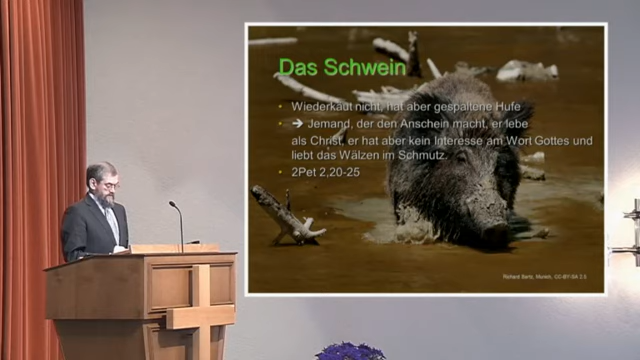 Das Schwein
• Wiederkaut nicht, hat aber gespaltene Hufe
• ➔ Jemand, der den Anschein macht, er lebe
als Christ, er hat aber kein Interesse am Wort Gottes und
liebt das Wälzen im Schmutz.
• 2Pet 2,20-25
Richard Bartz, Munich, CC-BY-SA 2.5